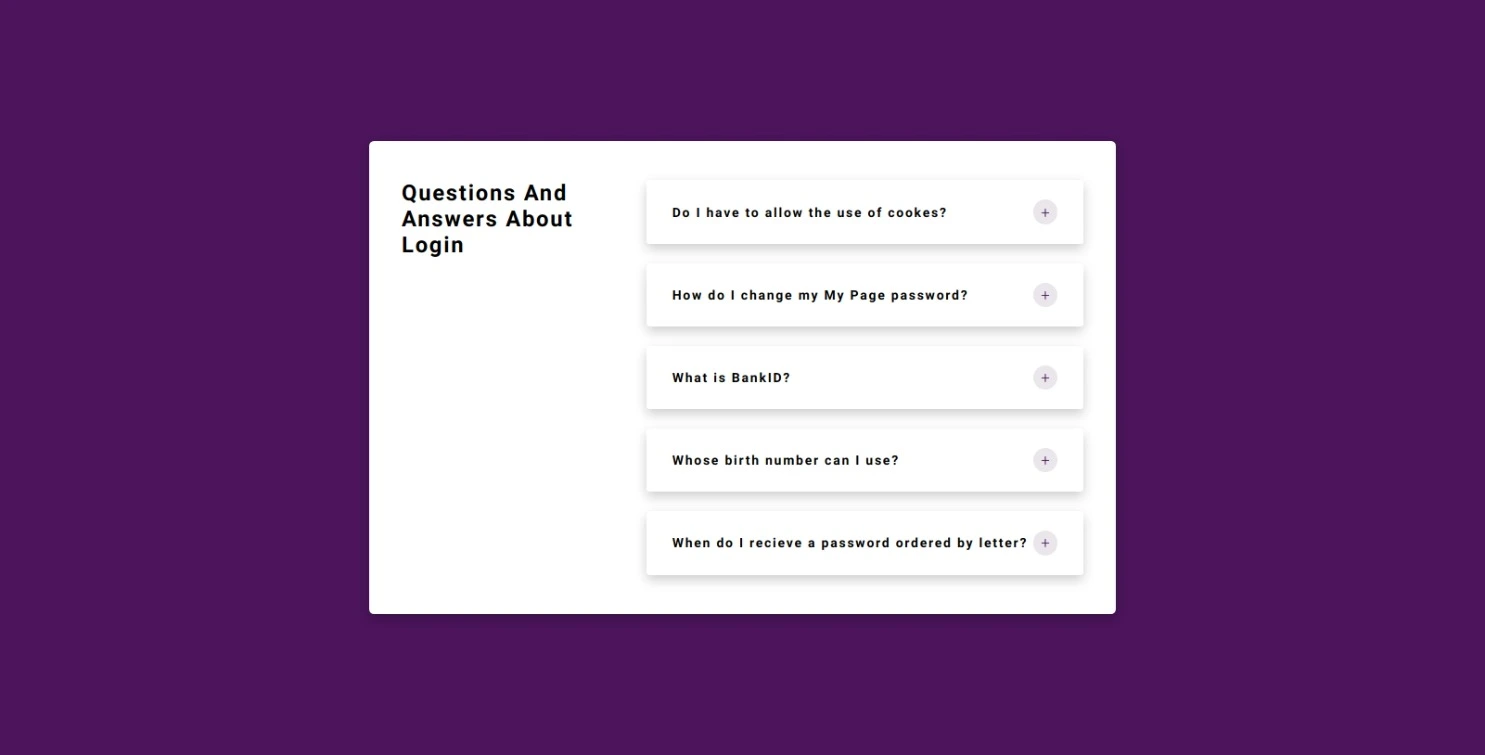 Questions And
Answers About
Login
Do I have to allow the use of cookes?
+
How do I change my My Page password?
+
What is BankID?
+
Whose birth number can I use?
+
When do I recieve a password ordered by letter?
+